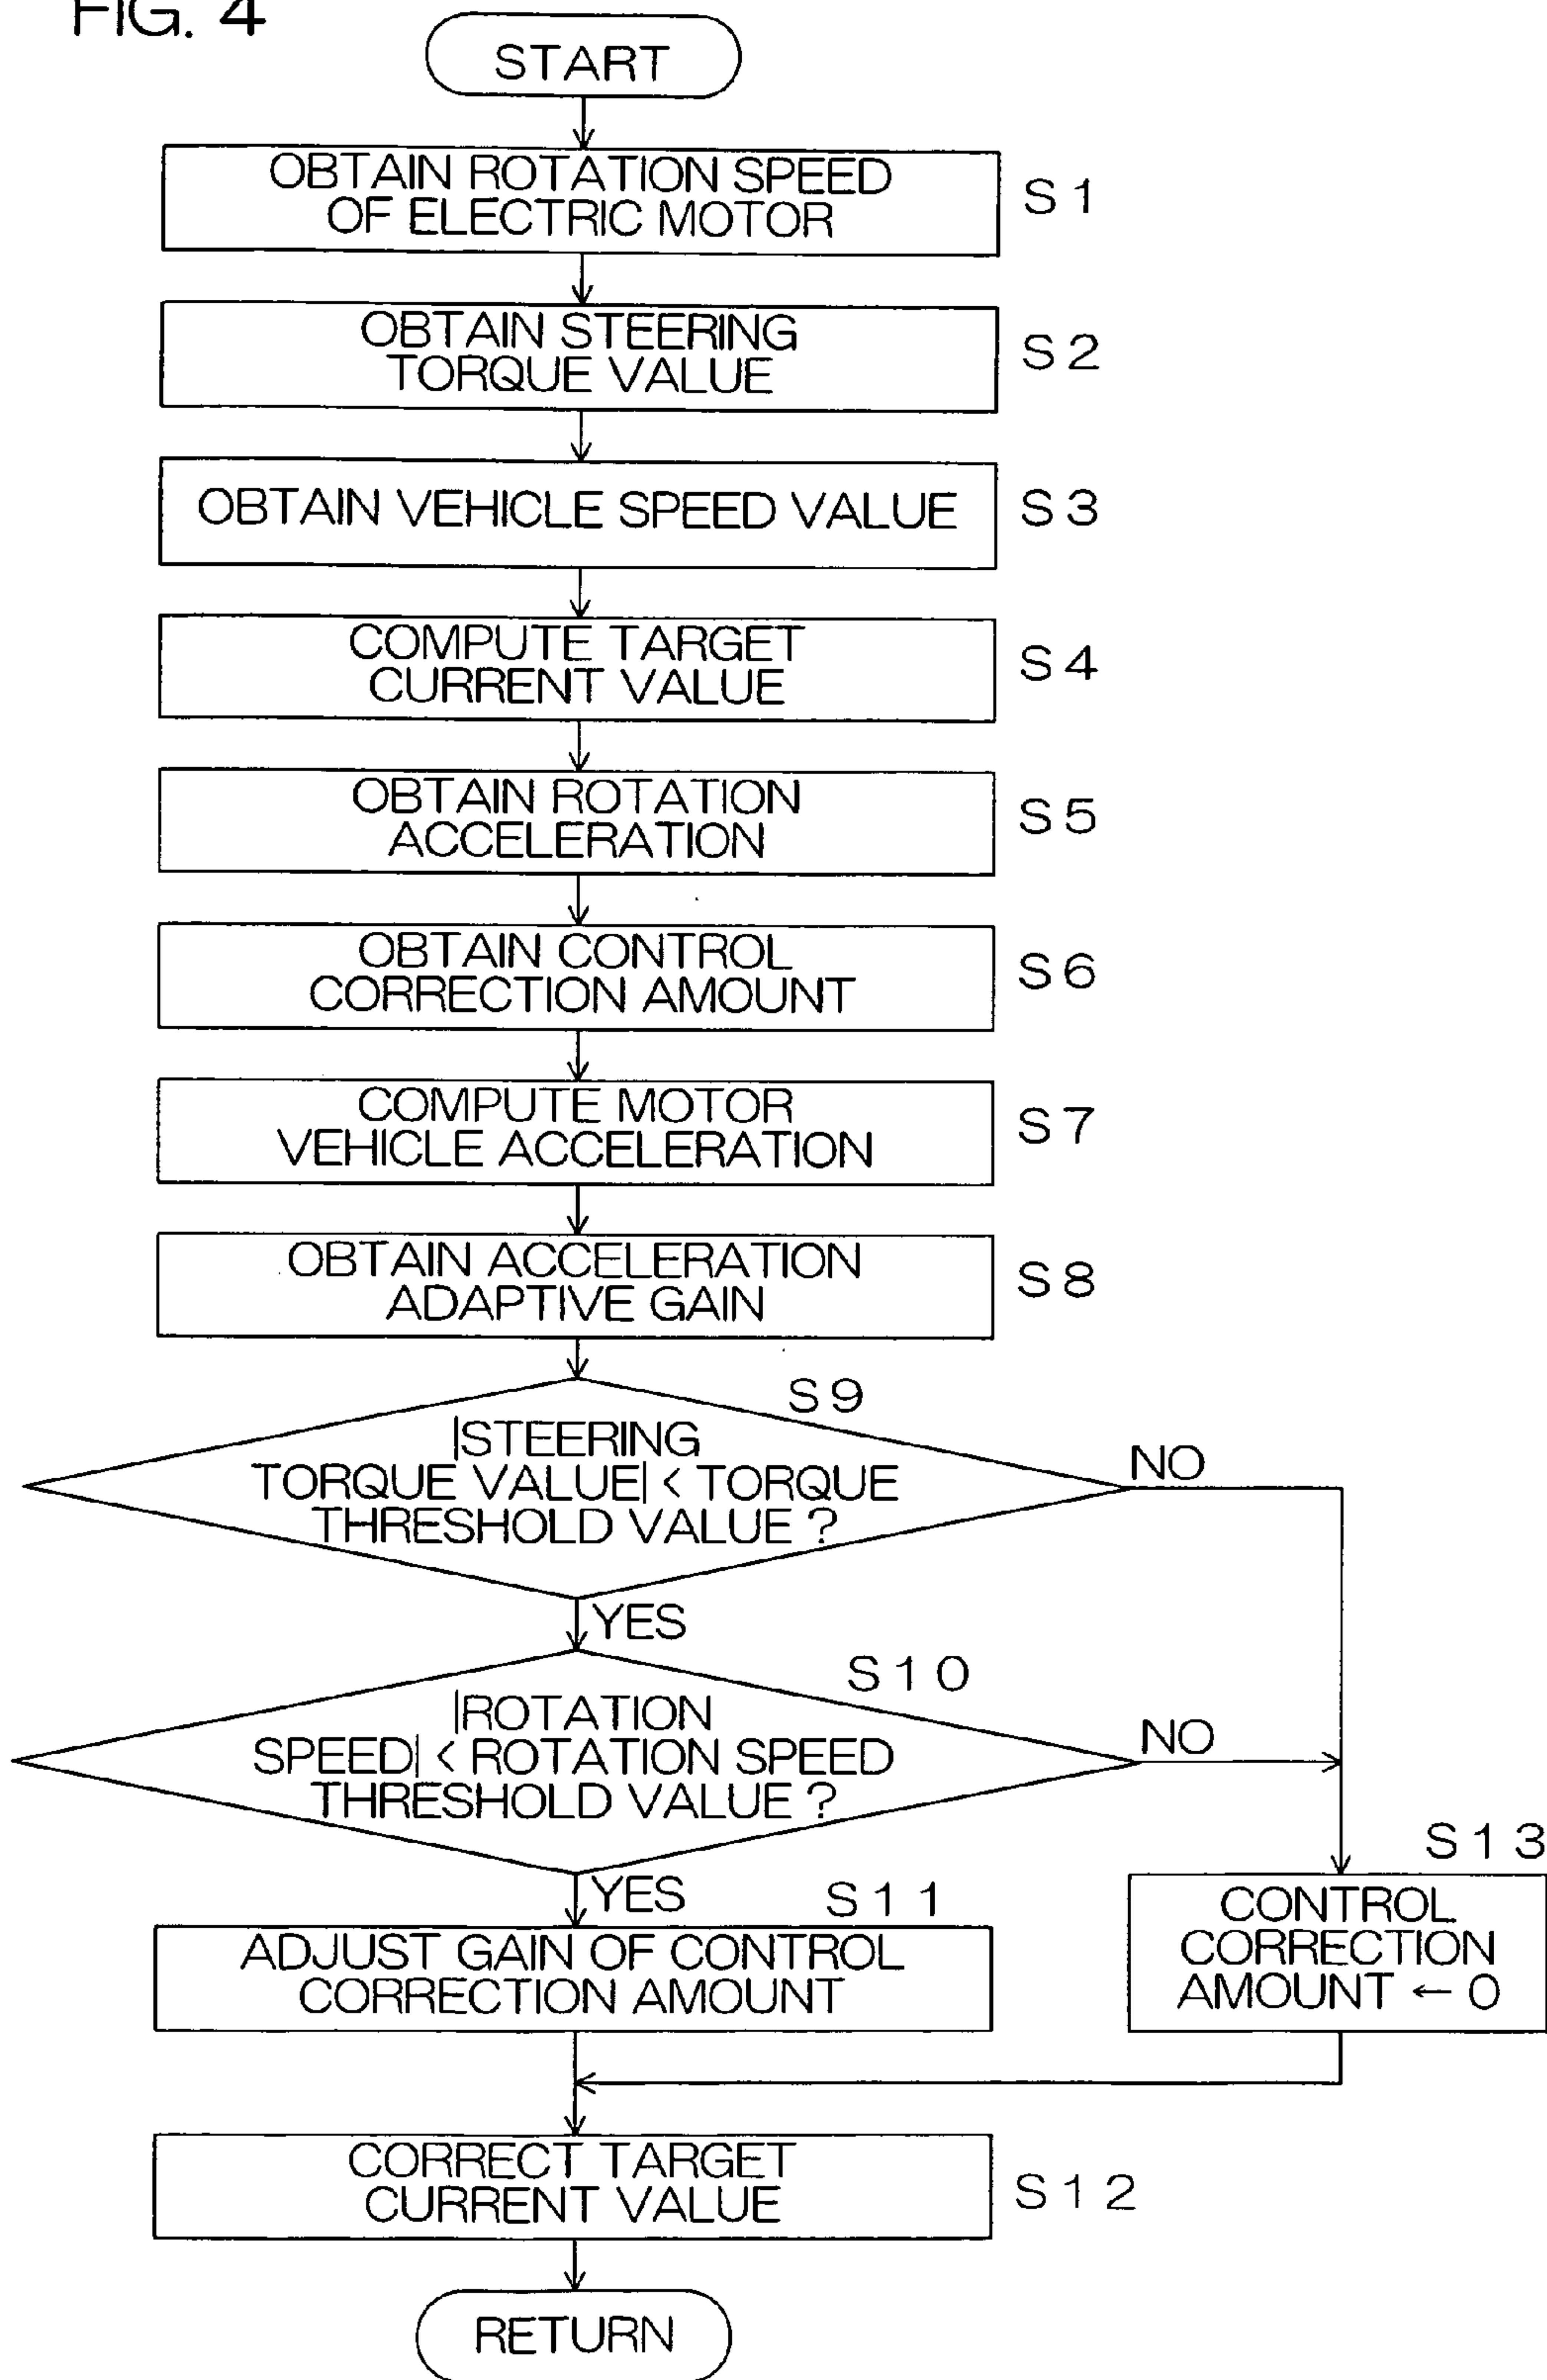 FIG. 4
START
OBTAIN ROTATION SPEED
OF ELECTRIC MOTOR
S1
OBTAIN STEERING
TORQUE VALUE
S2
OBTAIN VEHICLE SPEED VALUE
S3
COMPUTE TARGET
CURRENT VALUE
S4
OBTAIN ROTATION
ACCELERATION
S5
OBTAIN CONTROL
CORRECTION AMOUNT
S6
COMPUTE MOTOR
VEHICLE ACCELERATION
S7
OBTAIN ACCELERATION
ADAPTIVE GAIN
S8
S9
|STEERING
TORQUE VALUE| < TORQUE
THRESHOLD VALUE ?
NO
YES
S10
|ROTATION
SPEED| < ROTATION SPEED
THRESHOLD VALUE ?
NO
YES
S11
ADJUST GAIN OF CONTROL
CORRECTION AMOUNT
S13
CONTROL
CORRECTION
AMOUNT ← 0
CORRECT TARGET
CURRENT VALUE
S12
RETURN